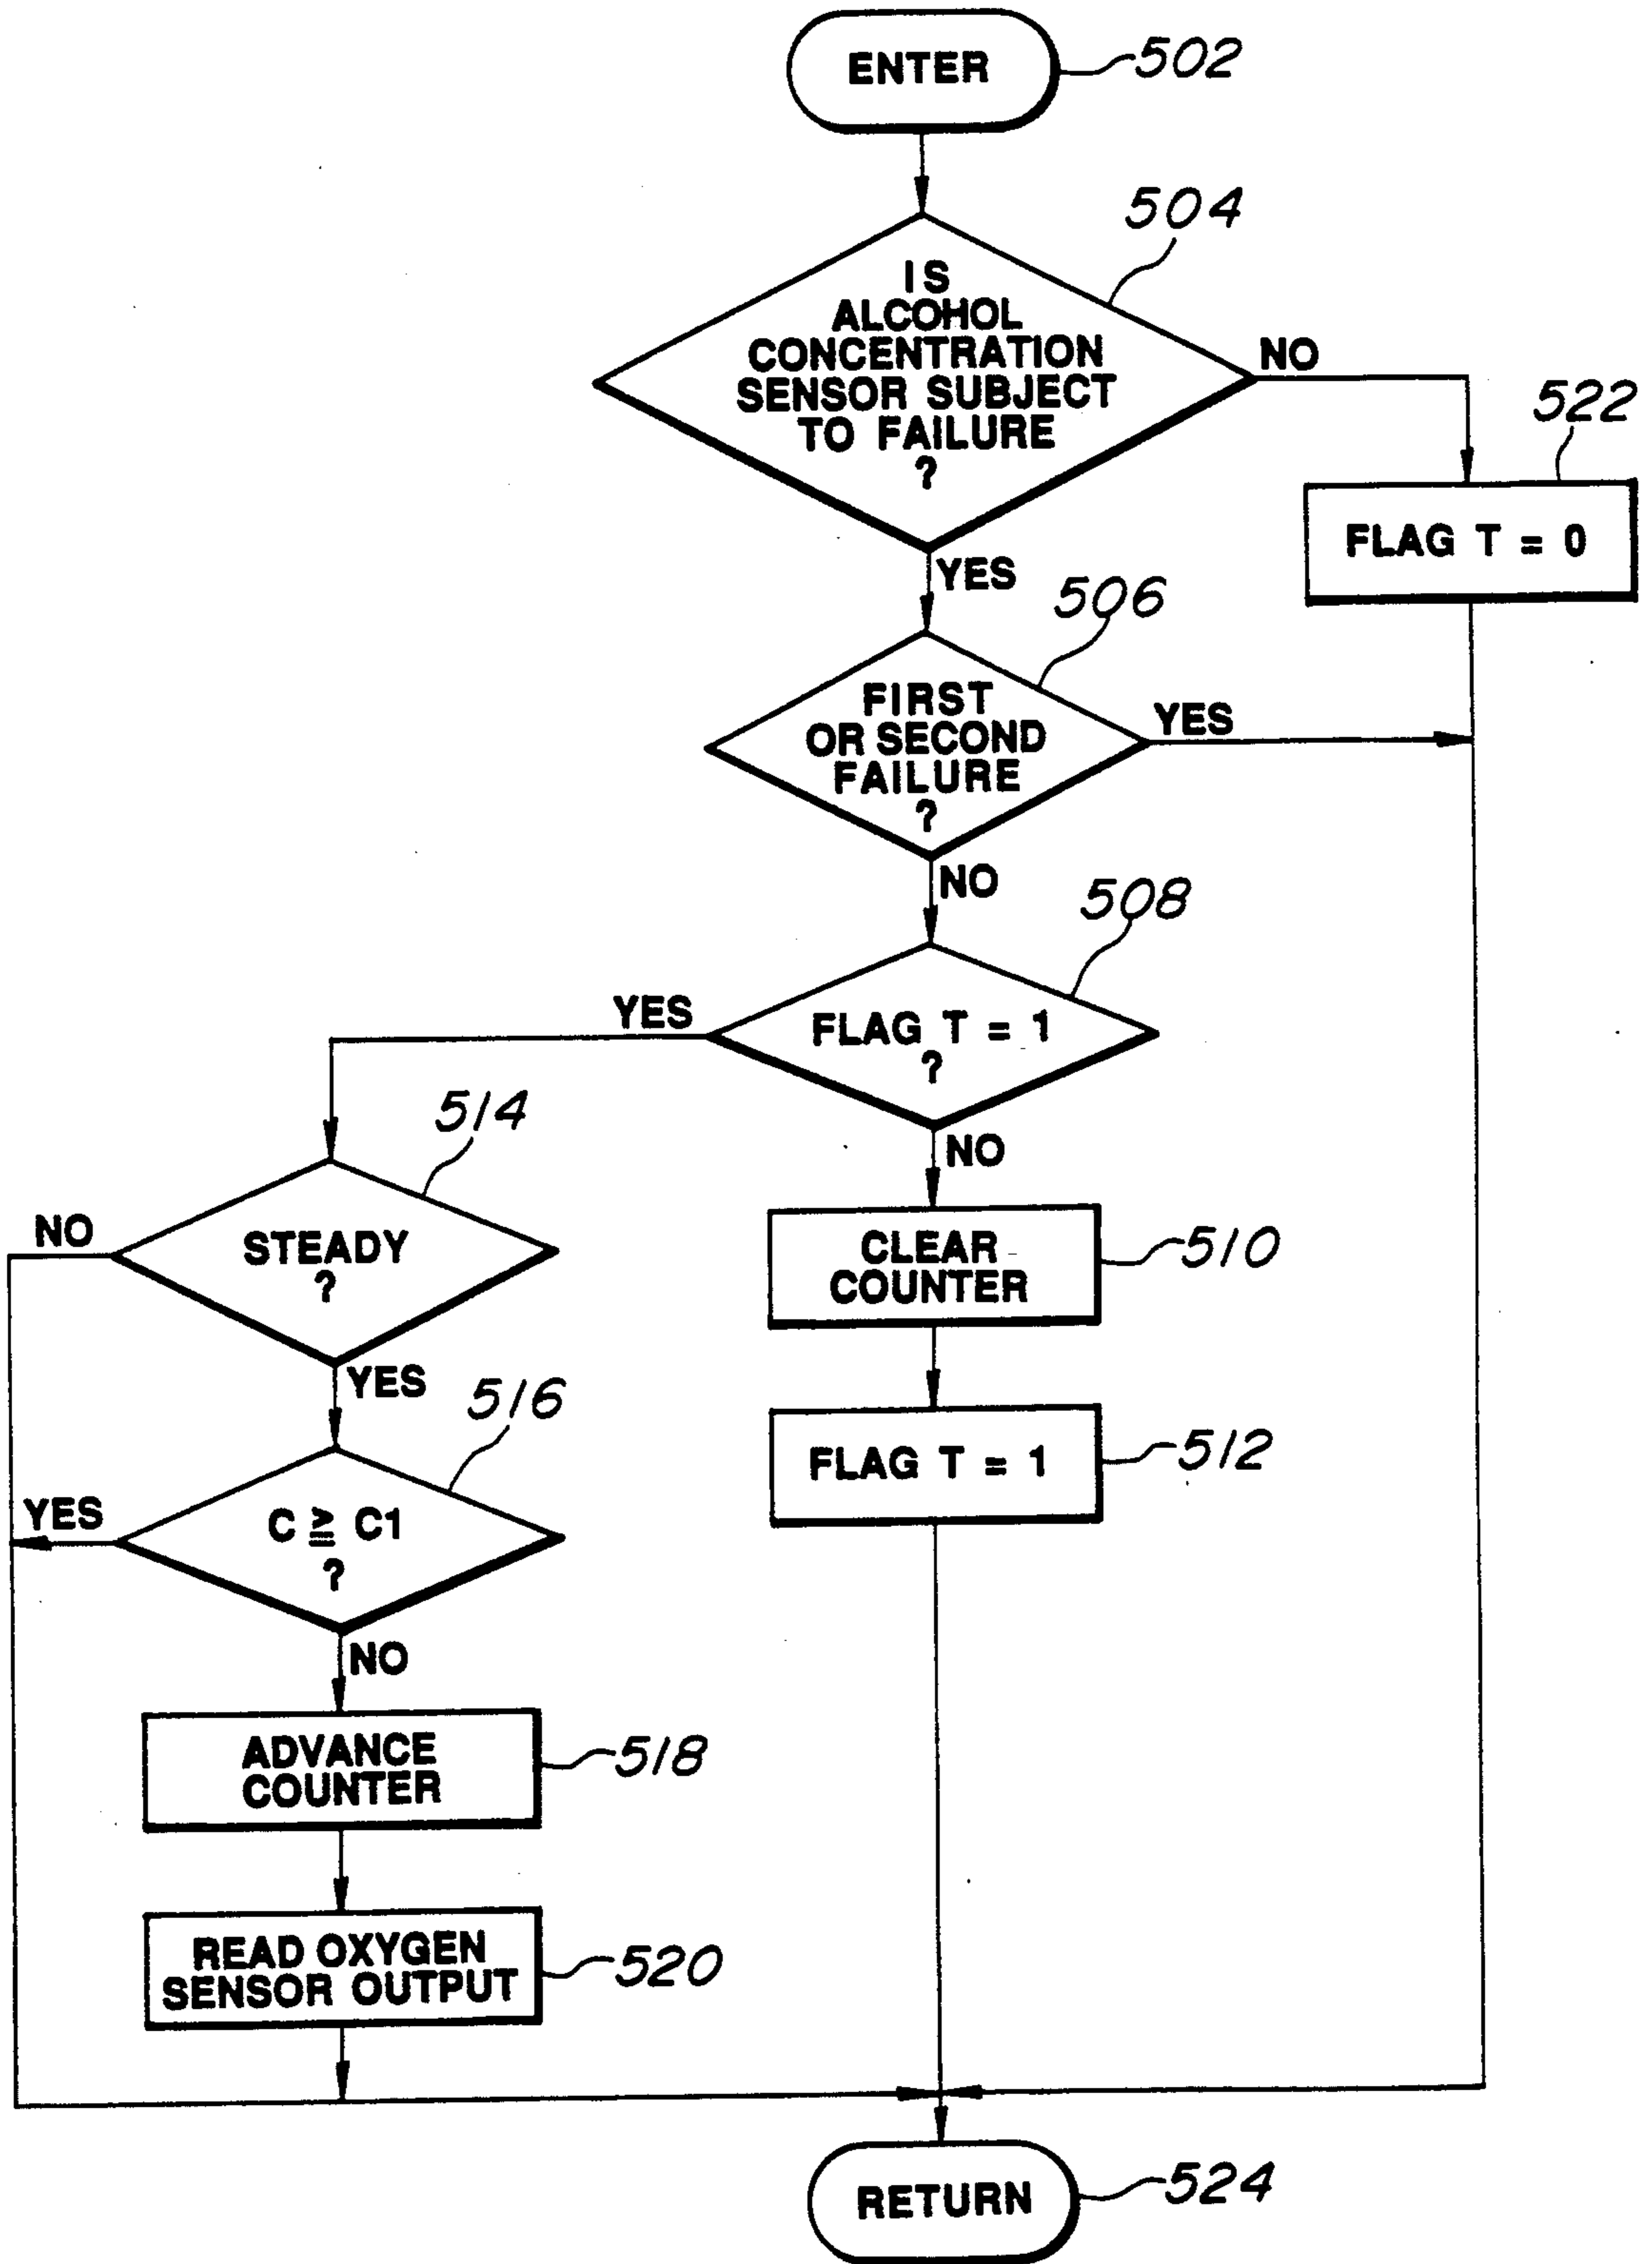 ENTER
502
504
IS
ALCOHOL
CONCENTRATION
SENSOR SUBJECT
TO FAILURE
?
NO
522
FLAG T = 0
YES
506
FIRST
OR SECOND
FAILURE
?
YES
NO
508
FLAG T = 1
?
YES
514
NO
STEADY
?
NO
CLEAR
COUNTER
510
YES
516
FLAG T = 1
512
YES
C ≧ C1
?
NO
ADVANCE
COUNTER
518
READ OXYGEN
SENSOR OUTPUT
520
RETURN
524